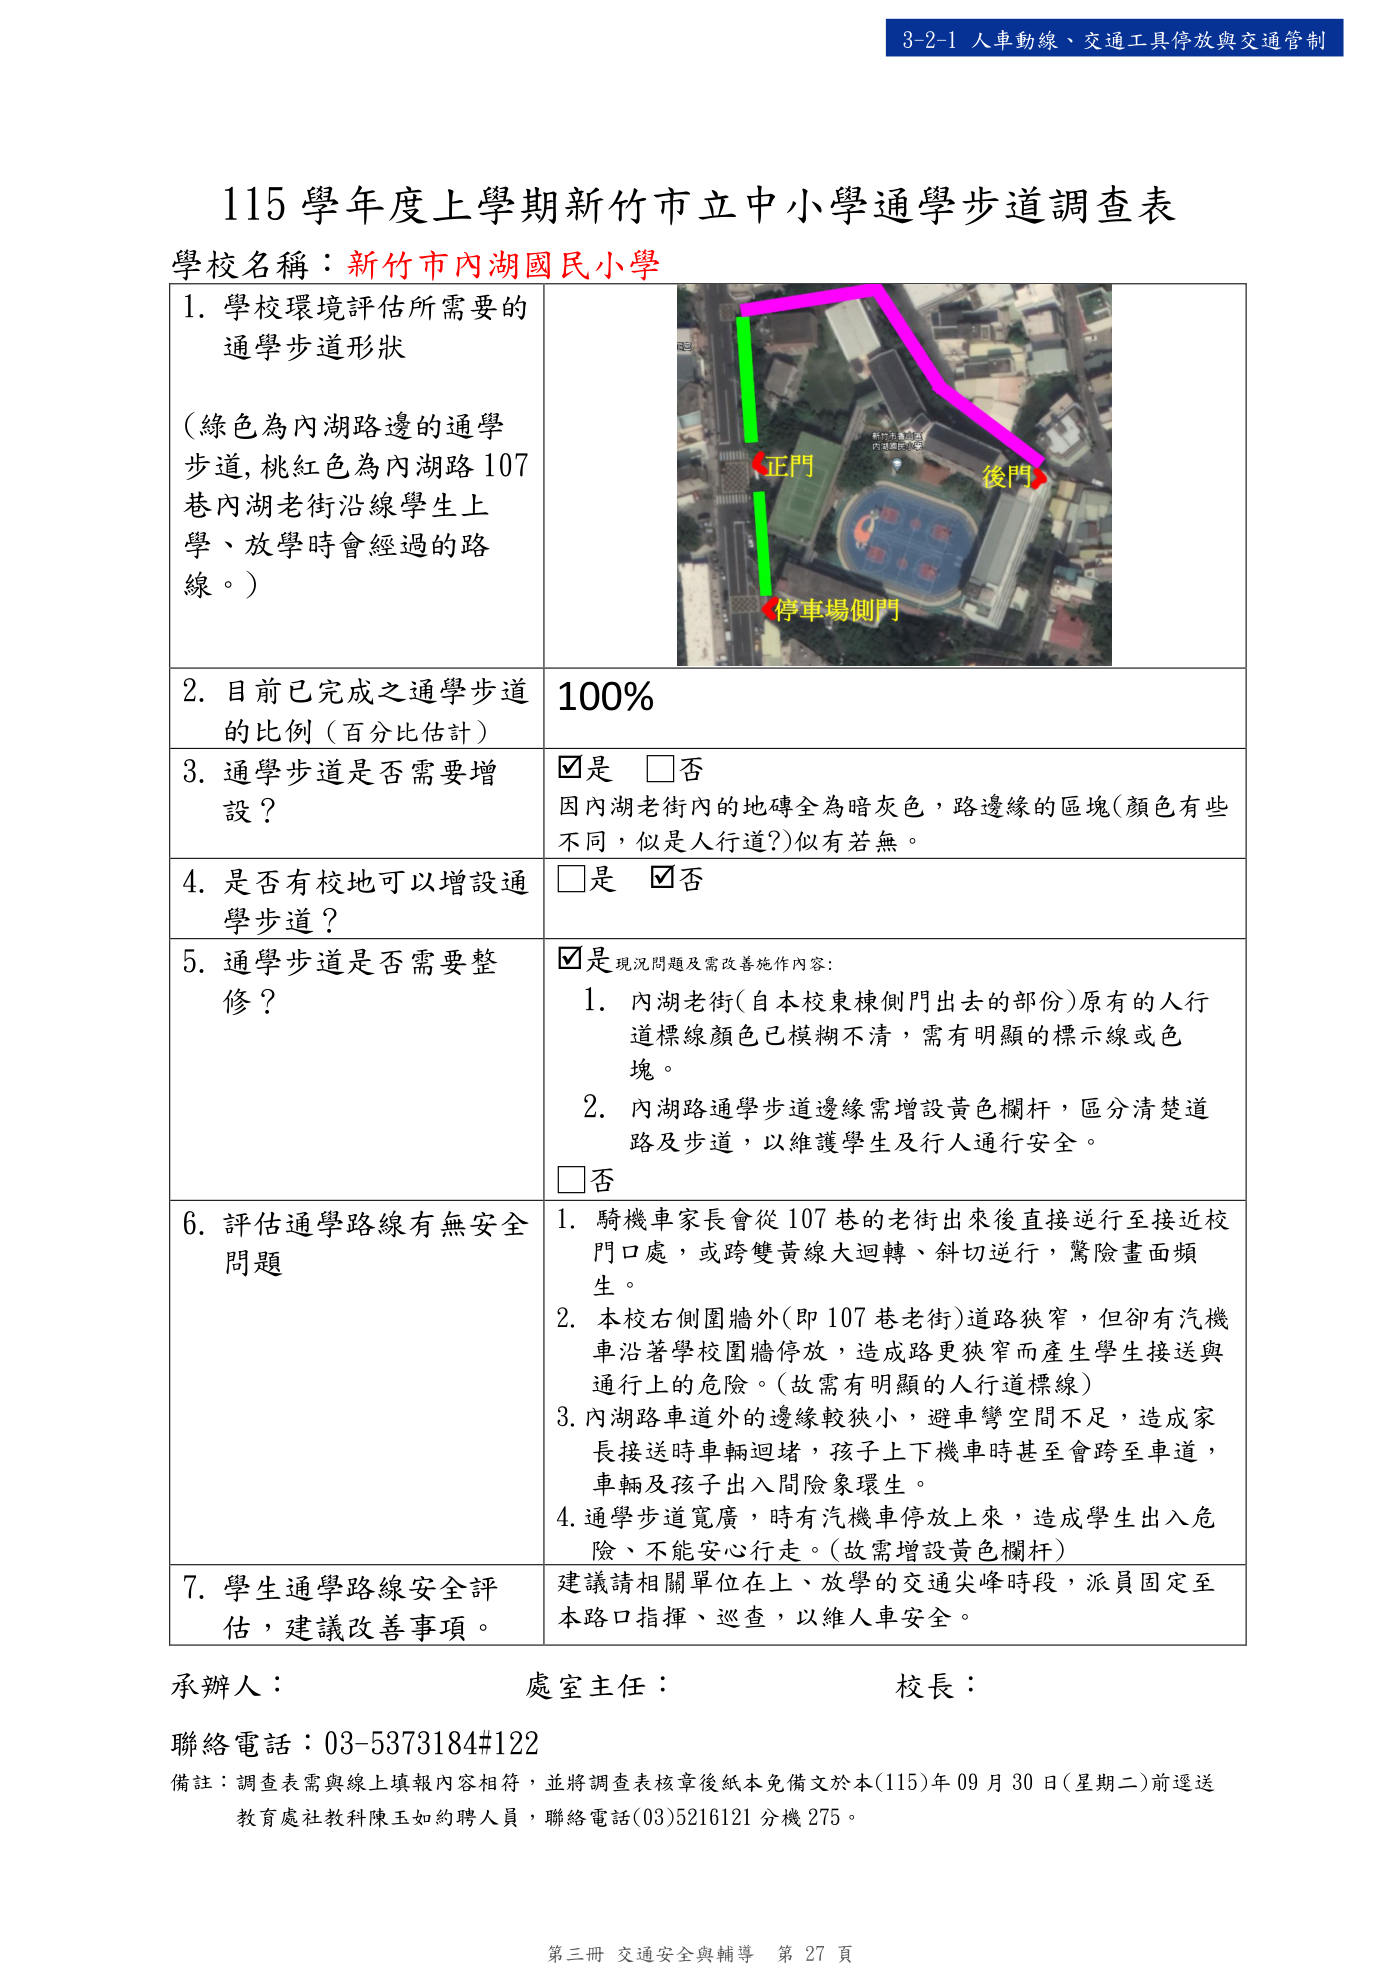 3-2-1 人車動線、交通工具停放與交通管制
115 學年度上學期新竹市立中小學通學步道調查表
學校名稱：新竹市內湖國民小學
1. 學校環境評估所需要的
通學步道形狀
(綠色為內湖路邊的通學
步道,桃紅色為內湖路 107
巷內湖老街沿線學生上
學、放學時會經過的路
線。)
新竹市香山區
內湖國民小學
正門
後門
停車場側門
2. 目前已完成之通學步道
的比例（百分比估計）
100%
3. 通學步道是否需要增
設？
☑是 □否
因內湖老街內的地磚全為暗灰色，路邊緣的區塊(顏色有些
不同，似是人行道?)似有若無。
4. 是否有校地可以增設通
學步道？
□是 ☑否
5. 通學步道是否需要整
修？
☑是現況問題及需改善施作內容:
1. 內湖老街(自本校東棟側門出去的部份)原有的人行
道標線顏色已模糊不清，需有明顯的標示線或色
塊。
2. 內湖路通學步道邊緣需增設黃色欄杆，區分清楚道
路及步道，以維護學生及行人通行安全。
□否
6. 評估通學路線有無安全
問題
1. 騎機車家長會從 107 巷的老街出來後直接逆行至接近校
門口處，或跨雙黃線大迴轉、斜切逆行，驚險畫面頻
生。
2. 本校右側圍牆外(即 107 巷老街)道路狹窄，但卻有汽機
車沿著學校圍牆停放，造成路更狹窄而產生學生接送與
通行上的危險。(故需有明顯的人行道標線)
3.內湖路車道外的邊緣較狹小，避車彎空間不足，造成家
長接送時車輛迴堵，孩子上下機車時甚至會跨至車道，
車輛及孩子出入間險象環生。
4.通學步道寬廣，時有汽機車停放上來，造成學生出入危
險、不能安心行走。(故需增設黃色欄杆)
7. 學生通學路線安全評
估，建議改善事項。
建議請相關單位在上、放學的交通尖峰時段，派員固定至
本路口指揮、巡查，以維人車安全。
承辦人： 處室主任： 校長：
聯絡電話：03-5373184#122
備註：調查表需與線上填報內容相符，並將調查表核章後紙本免備文於本(115)年 09 月 30 日(星期二)前逕送
教育處社教科陳玉如約聘人員，聯絡電話(03)5216121 分機 275。
第三冊 交通安全與輔導 第 27 頁